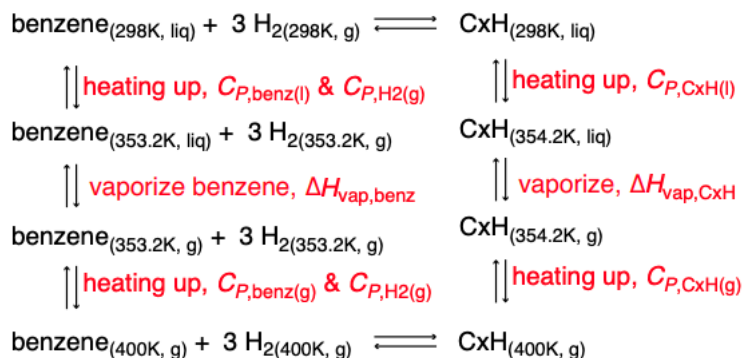 benzene(298K, liq) + 3 H2(298K, g) ⇌ CxH(298K, liq)
heating up, CP,benz(l) & CP,H2(g) heating up, CP,CxH(l)
benzene(353.2K, liq) + 3 H2(353.2K, g) CxH(354.2K, liq)
vaporize benzene, ΔHvap,benz vaporize, ΔHvap,CxH
benzene(353.2K, g) + 3 H2(353.2K, g) CxH(354.2K, g)
heating up, CP,benz(g) & CP,H2(g) heating up, CP,CxH(g)
benzene(400K, g) + 3 H2(400K, g) ⇌ CxH(400K, g)